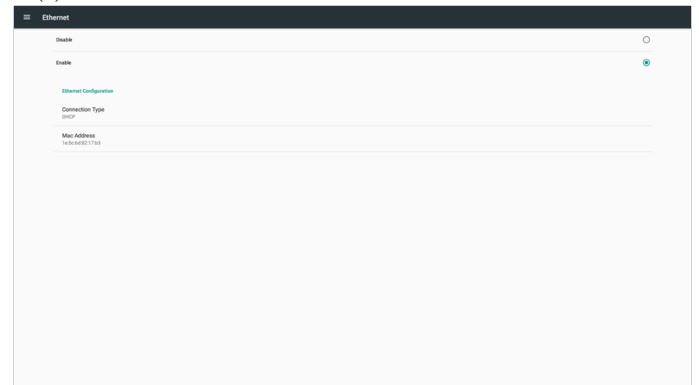 Ethernet
Disable
Enable
Ethernet Configuration
Connection Type
DHCP
Mac Address